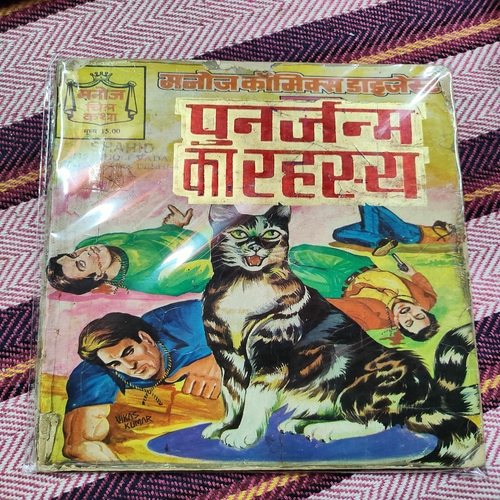 मनोज कॉमिक्स डाइजेस्ट
मनोज
चित्र
कथा
मूल्य 15.00
पुनर्जन्म
का रहस्य
VIKAS
KUMAR